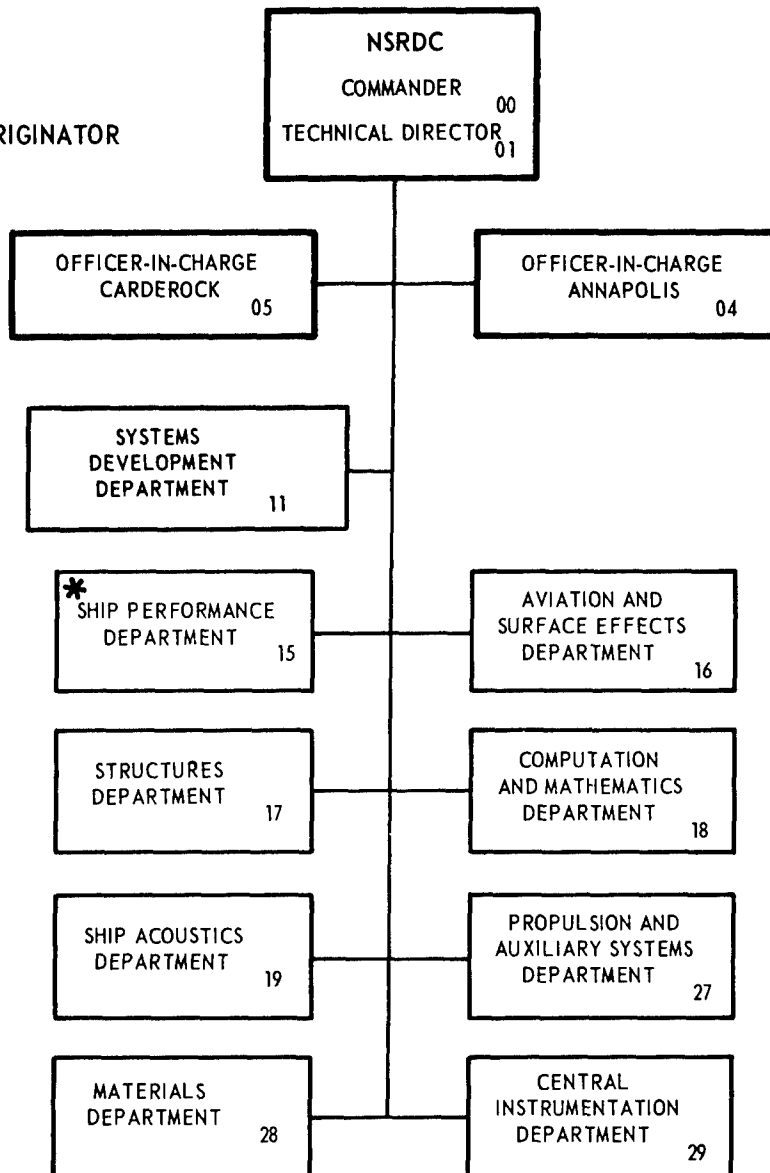 NSRDC
COMMANDER
00
TECHNICAL DIRECTOR
01
RIGINATOR
OFFICER-IN-CHARGE
CARDEROCK
05
OFFICER-IN-CHARGE
ANNAPOLIS
04
SYSTEMS
DEVELOPMENT
DEPARTMENT
11
*
SHIP PERFORMANCE
DEPARTMENT
15
AVIATION AND
SURFACE EFFECTS
DEPARTMENT
16
STRUCTURES
DEPARTMENT
17
COMPUTATION
AND MATHEMATICS
DEPARTMENT
18
SHIP ACOUSTICS
DEPARTMENT
19
PROPULSION AND
AUXILIARY SYSTEMS
DEPARTMENT
27
MATERIALS
DEPARTMENT
28
CENTRAL
INSTRUMENTATION
DEPARTMENT
29